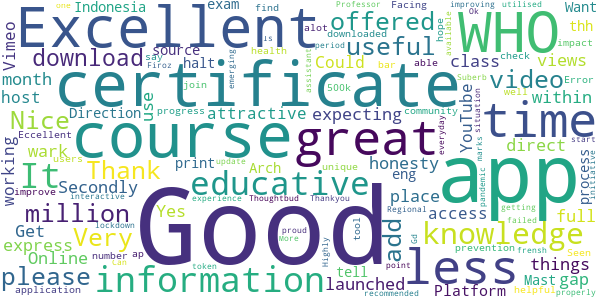 Excellent
WHO
certificate
course
great
time
Good
app
less
information
educative
knowledge
useful
offered
download
video
million
please
Thank
Very
Nice
It
add
Indonesia
exam
Vimeo
source
halt
month
host
Direction
attractive
use
working
wark
print
Secondly
Arch
eng
honesty
expecting
Could
class
views
YouTube
within
direct
process
place
access
full
things
gap
Mast
Platform
launched
tell
Yes
Get
express
Online
number
ap
application
improve
users
Eccellent
interactive
lockdown
Can
token
experience
update
unique
progress
join
health
say
Firoz
is
emerging
one
find
period
bar
500k
assistant
downloaded
alot
hope
able
Facing
Professor
Ok
improving
utilised
Want
thh
impact
check
available
Error
well
Suberb
situation
everyday
community
marks
pandemic
start
initiative
getting
failed
Seen
frensh
prevention
Gd
Regional
point
recommended
Highly
tool
proud
More
Thoughtbud
Thankyou
helpful
properly